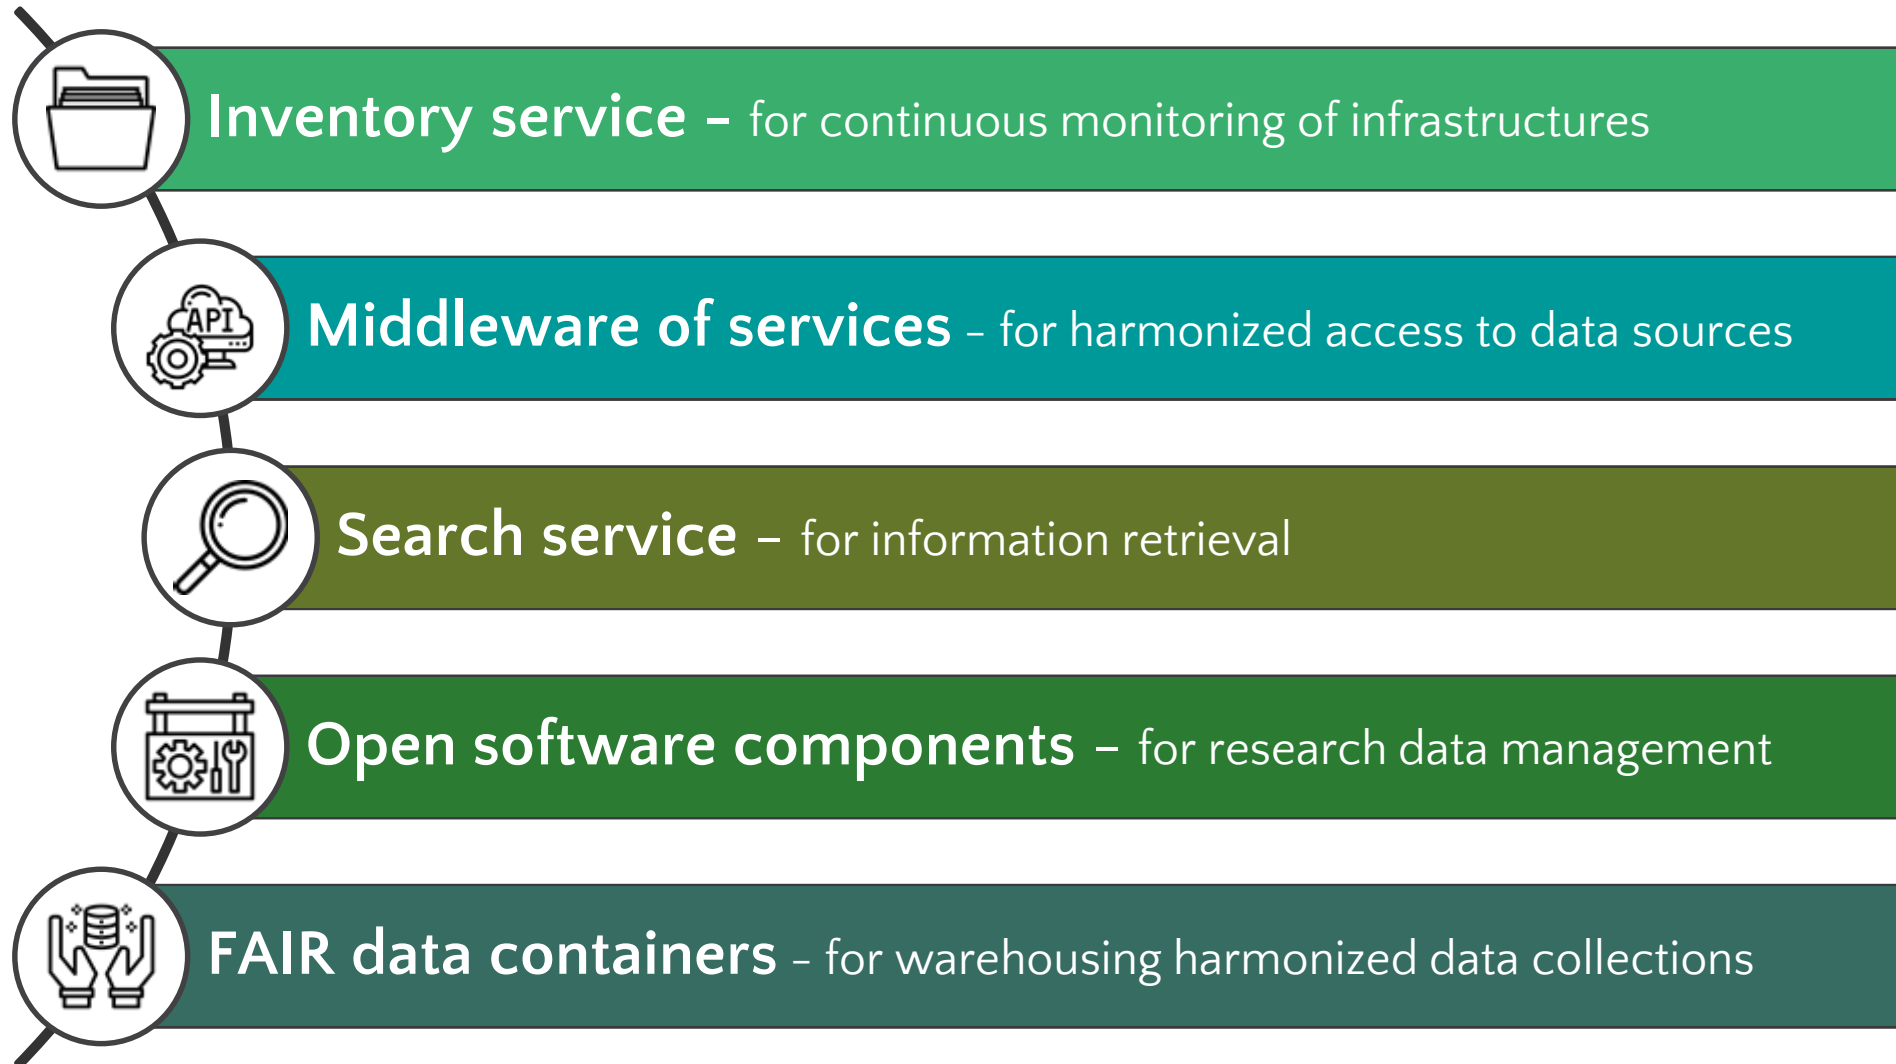 Inventory service – for continuous monitoring of infrastructures
API
Middleware of services – for harmonized access to data sources
Search service – for information retrieval
Open software components – for research data management
FAIR data containers – for warehousing harmonized data collections